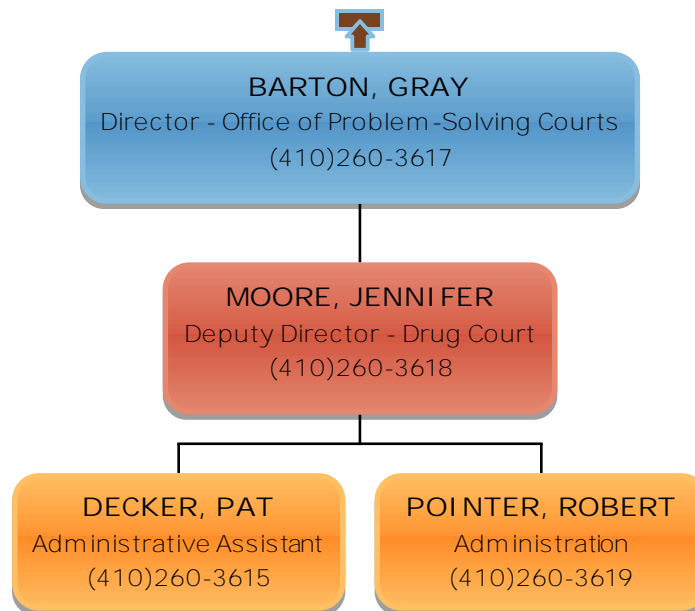 BARTON, GRAY
Director - Office of Problem-Solving Courts
(410)260-3617
MOORE, JENNIFER
Deputy Director - Drug Court
(410)260-3618
DECKER, PAT
Administrative Assistant
(410)260-3615
POINTER, ROBERT
Administration
(410)260-3619